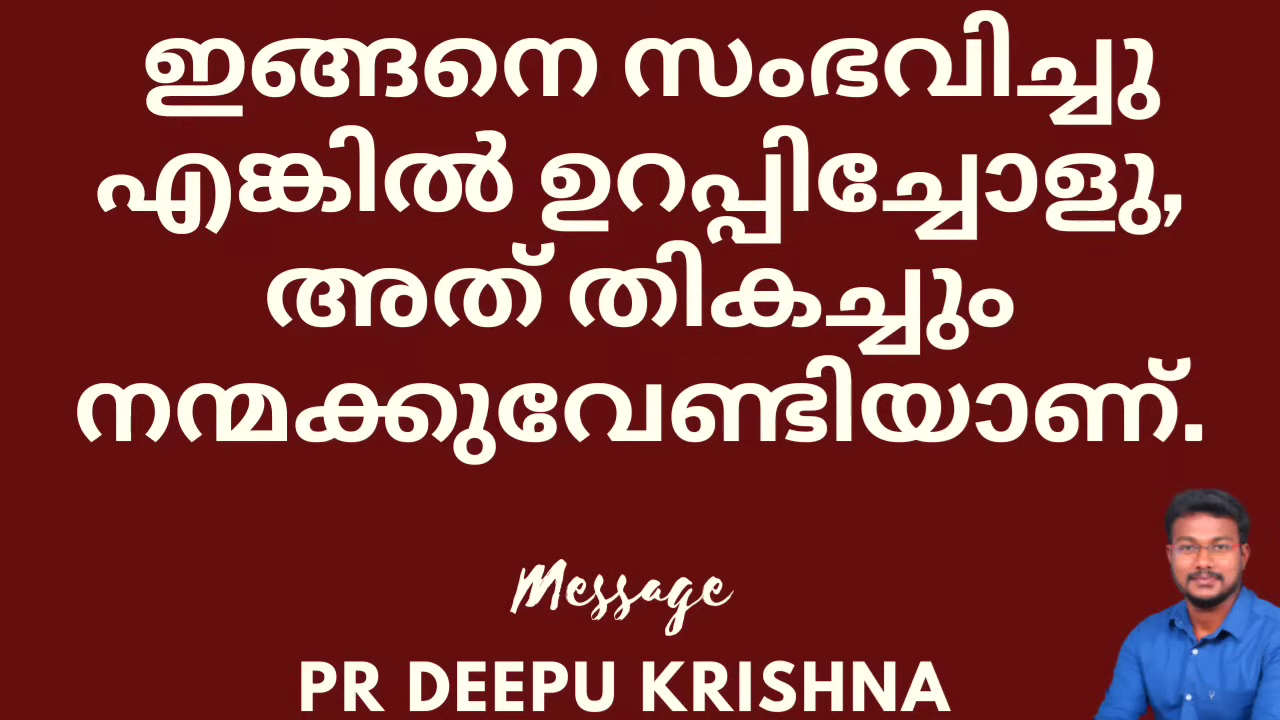 ഇങ്ങനെ സംഭവിച്ചു
എങ്കിൽ ഉറപ്പിച്ചോളു,
അത് തികച്ചും
നന്മക്കുവേണ്ടിയാണ്.
Message
PR DEEPU KRISHNA